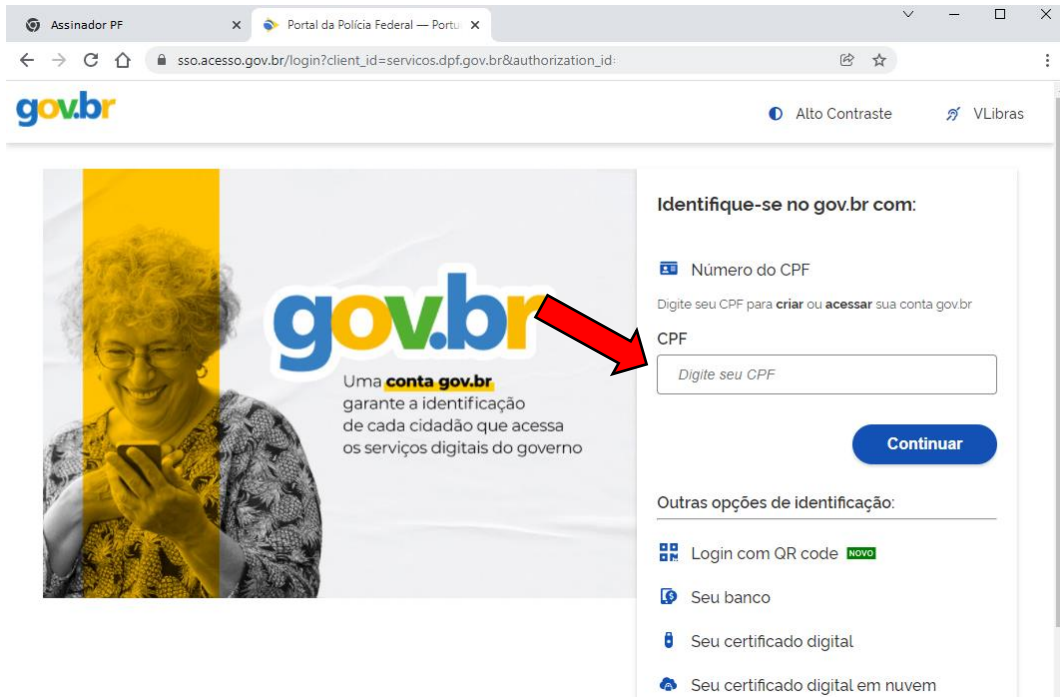 Assinador PF
Portal da Polícia Federal — Portu
sso.acesso.gov.br/login?client_id=servicos.dpf.gov.br&authorization_id:
gov.br
Alto Contraste
VLibras
gov.br
Uma conta gov.br
garante a identificação
de cada cidadão que acessa
os serviços digitais do governo
Identifique-se no gov.br com:
Número do CPF
Digite seu CPF para criar ou acessar sua conta gov.br
CPF
Digite seu CPF
Continuar
Outras opções de identificação:
Login com QR code NOVO
Seu banco
Seu certificado digital
Seu certificado digital em nuvem